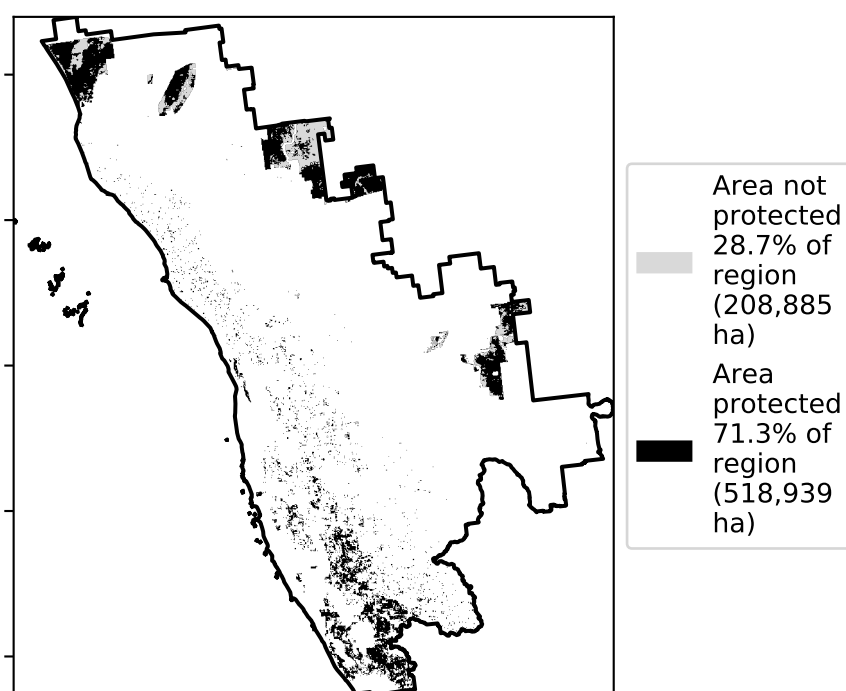 Area not
protected
28.7% of
region
(208,885
ha)
Area
protected
71.3% of
region
(518,939
ha)